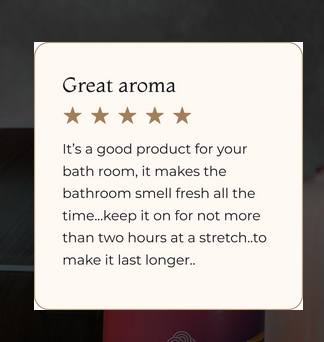 Great aroma
It's a good product for your
bath room, it makes the
bathroom smell fresh all the
time...keep it on for not more
than two hours at a stretch..to
make it last longer..